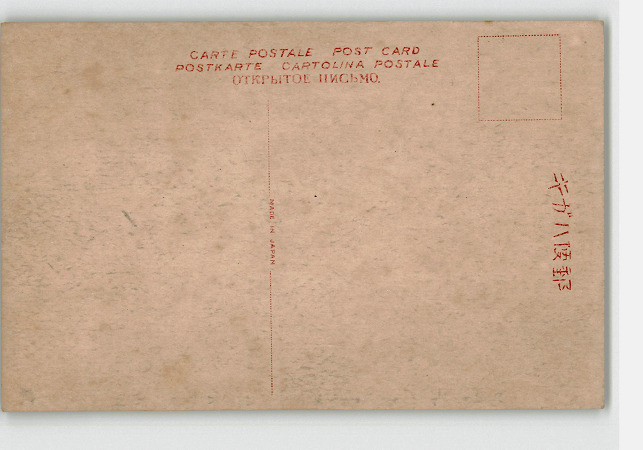 CARTE POSTALE POST CARD
POSTKARTE CARTOLINA POSTALE
ОТКРЫТОЕ ПИСЬМО.
MADE IN JAPAN
キガハ便郵